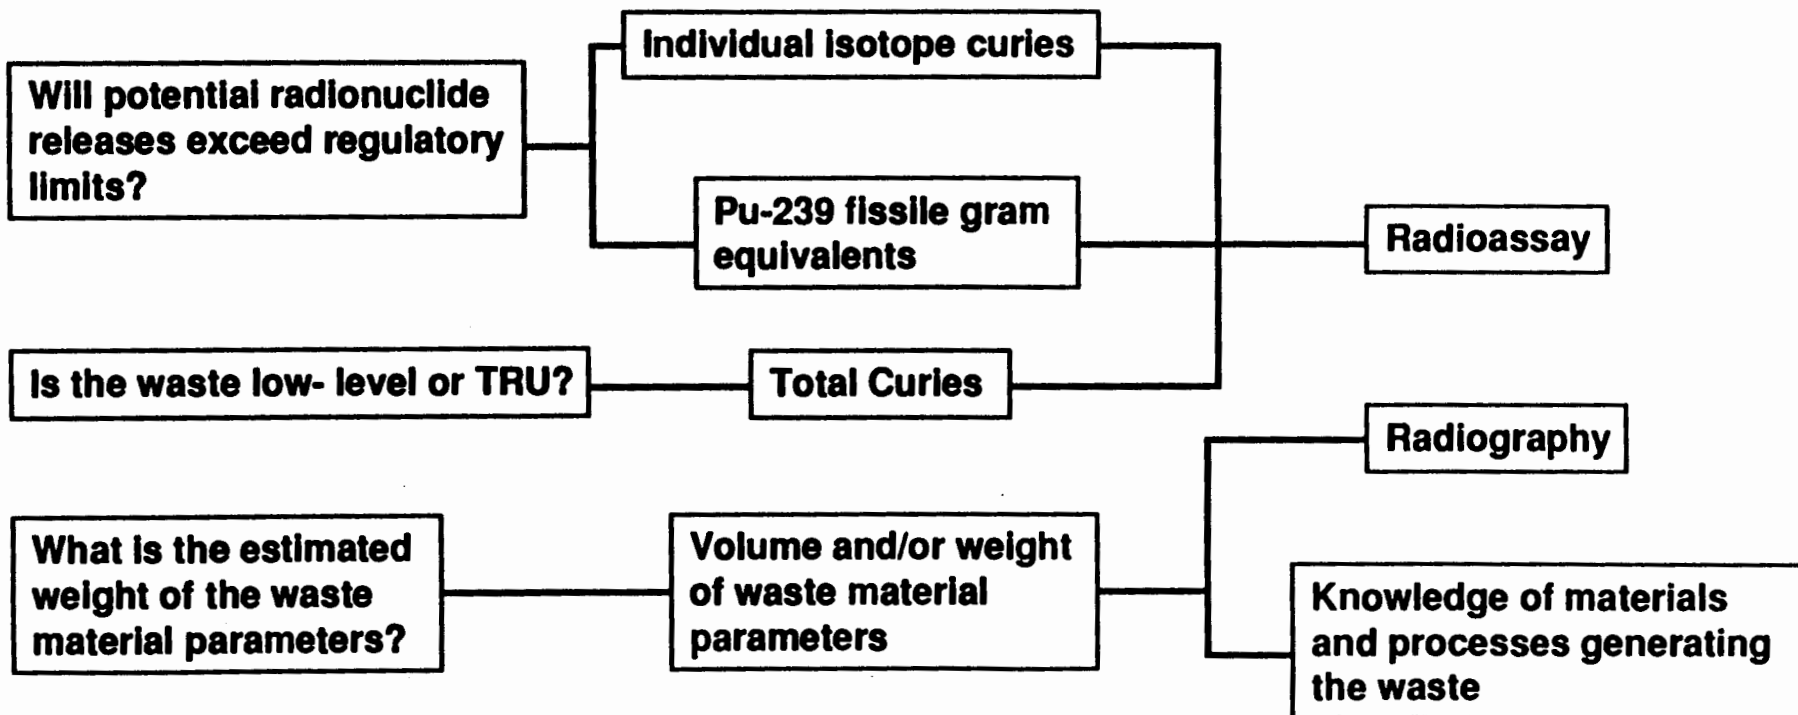 Individual isotope curies
Will potential radionuclide
releases exceed regulatory
limits?
Pu-239 fissile gram
equivalents
Radioassay
Is the waste low- level or TRU?
Total Curies
Radiography
What is the estimated
weight of the waste
material parameters?
Volume and/or weight
of waste material
parameters
Knowledge of materials
and processes generating
the waste